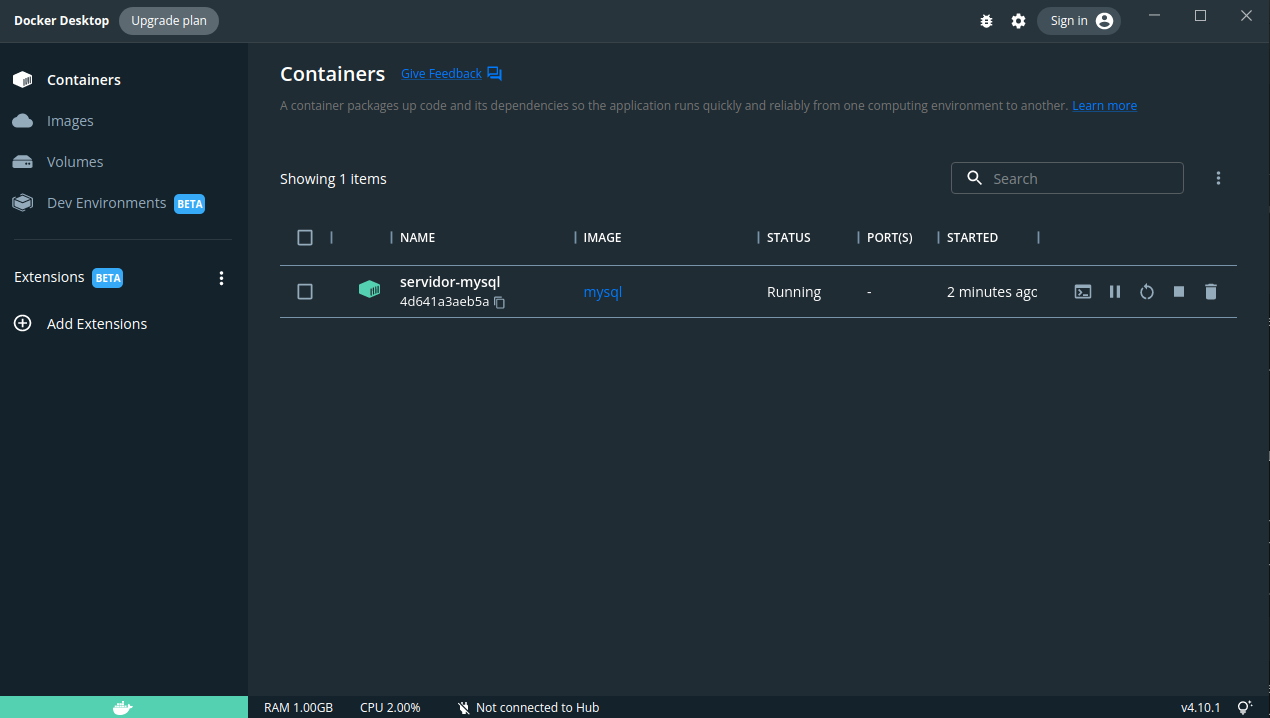 Docker Desktop Upgrade plan Sign in
Containers
Images
Volumes
Dev Environments BETA
Extensions BETA
Add Extensions
Containers Give Feedback
A container packages up code and its dependencies so the application runs quickly and reliably from one computing environment to another. Learn more
Showing 1 items Search
NAME IMAGE STATUS PORT(S) STARTED
servidor-mysql mysql Running - 2 minutes agc
4d641a3aeb5a
RAM 1.00GB CPU 2.00% Not connected to Hub v4.10.1